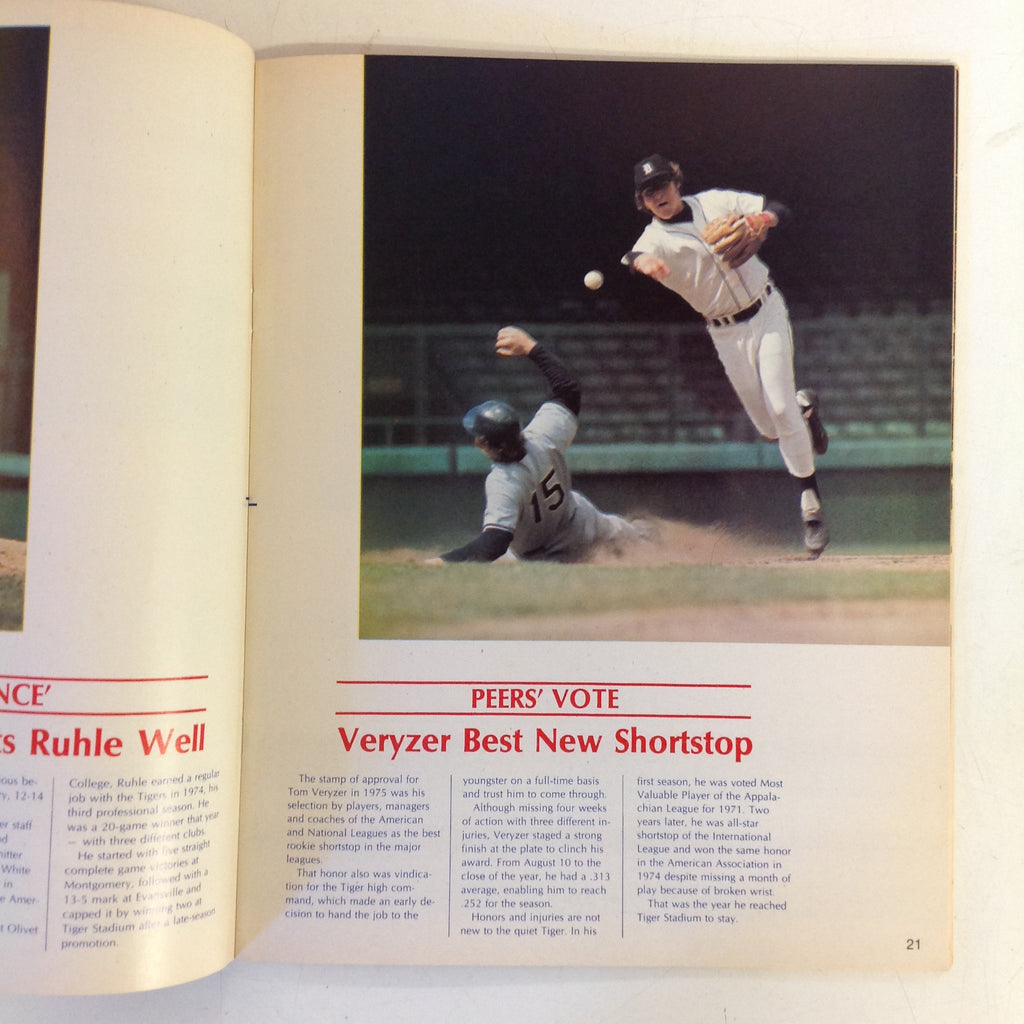 NCE'
s Ruhle Well
ous be-
y, 12-14
er staff
d
hitter
White
in
e Amer-
t Olivet
College, Ruhle earned a regular
job with the Tigers in 1974, his
third professional season. He
was a 20-game winner that year
— with three different clubs.
He started with five straight
complete game victories at
Montgomery, followed with a
13-5 mark at Evansville and
capped it by winning two at
Tiger Stadium after a late-season
promotion.
B
15
PEERS' VOTE
Veryzer Best New Shortstop
The stamp of approval for
Tom Veryzer in 1975 was his
selection by players, managers
and coaches of the American
and National Leagues as the best
rookie shortstop in the major
leagues.
That honor also was vindica-
tion for the Tiger high com-
mand, which made an early de-
cision to hand the job to the
youngster on a full-time basis
and trust him to come through.
Although missing four weeks
of action with three different in-
juries, Veryzer staged a strong
finish at the plate to clinch his
award. From August 10 to the
close of the year, he had a .313
average, enabling him to reach
.252 for the season.
Honors and injuries are not
new to the quiet Tiger. In his
first season, he was voted Most
Valuable Player of the Appala-
chian League for 1971. Two
years later, he was all-star
shortstop of the International
League and won the same honor
in the American Association in
1974 despite missing a month of
play because of broken wrist.
That was the year he reached
Tiger Stadium to stay.
21